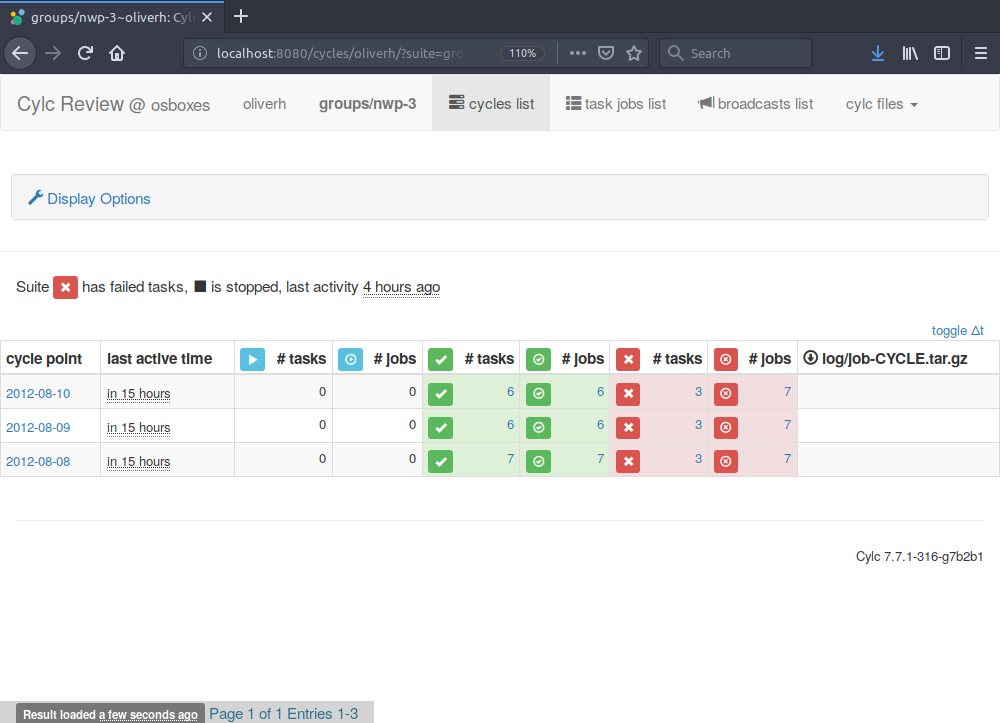 groups/nwp-3~oliverh: Cyl
localhost:8080/cycles/oliverh/?suite=gro 110% Search
Cylc Review @ osboxes oliverh groups/nwp-3 cycles list task jobs list broadcasts list cylc files
Display Options
Suite has failed tasks, is stopped, last activity 4 hours ago
toggle Δt
cycle point last active time # tasks # jobs # tasks # jobs # tasks # jobs log/job-CYCLE.tar.gz
2012-08-10 in 15 hours 0 0 6 6 3 7
2012-08-09 in 15 hours 0 0 6 6 3 7
2012-08-08 in 15 hours 0 0 7 7 3 7
Cylc 7.7.1-316-g7b2b1
Result loaded a few seconds ago Page 1 of 1 Entries 1-3